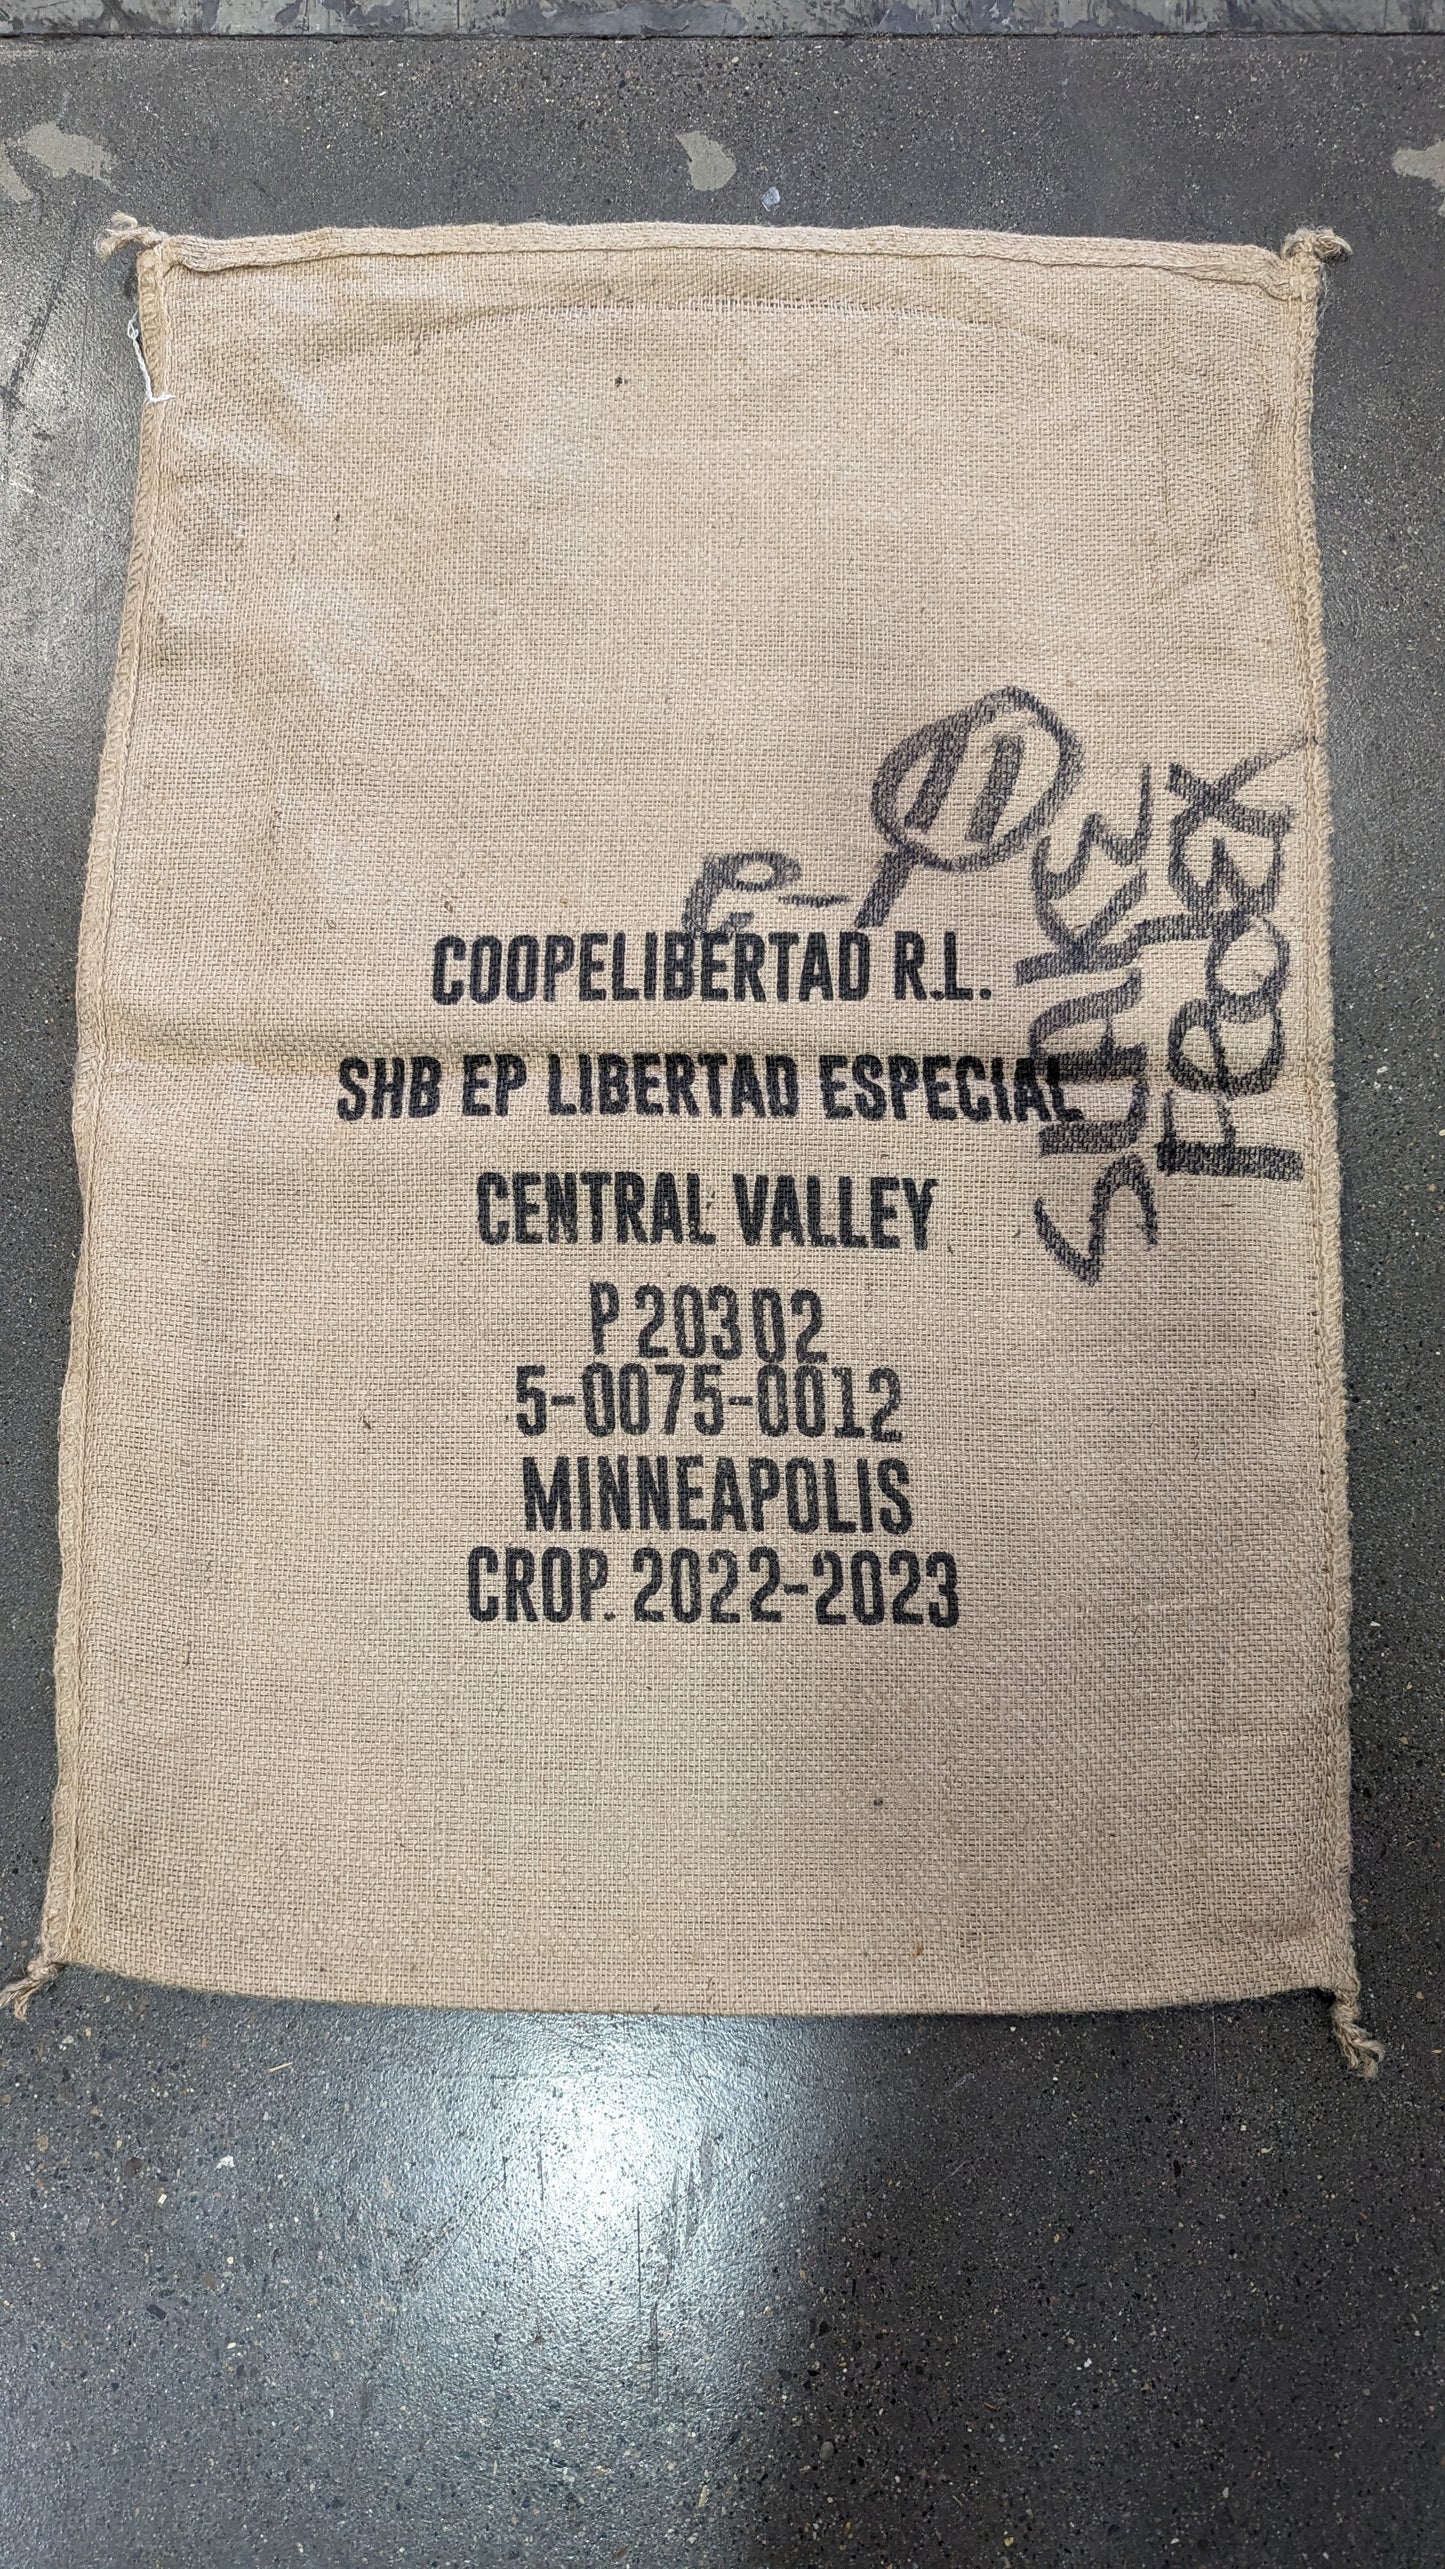 COOPELIBERTAD R.L.
SHB EP LIBERTAD ESPECIAL
CENTRAL VALLEY
P 20302
5-0075-0012
MINNEAPOLIS
CROP. 2022-2023